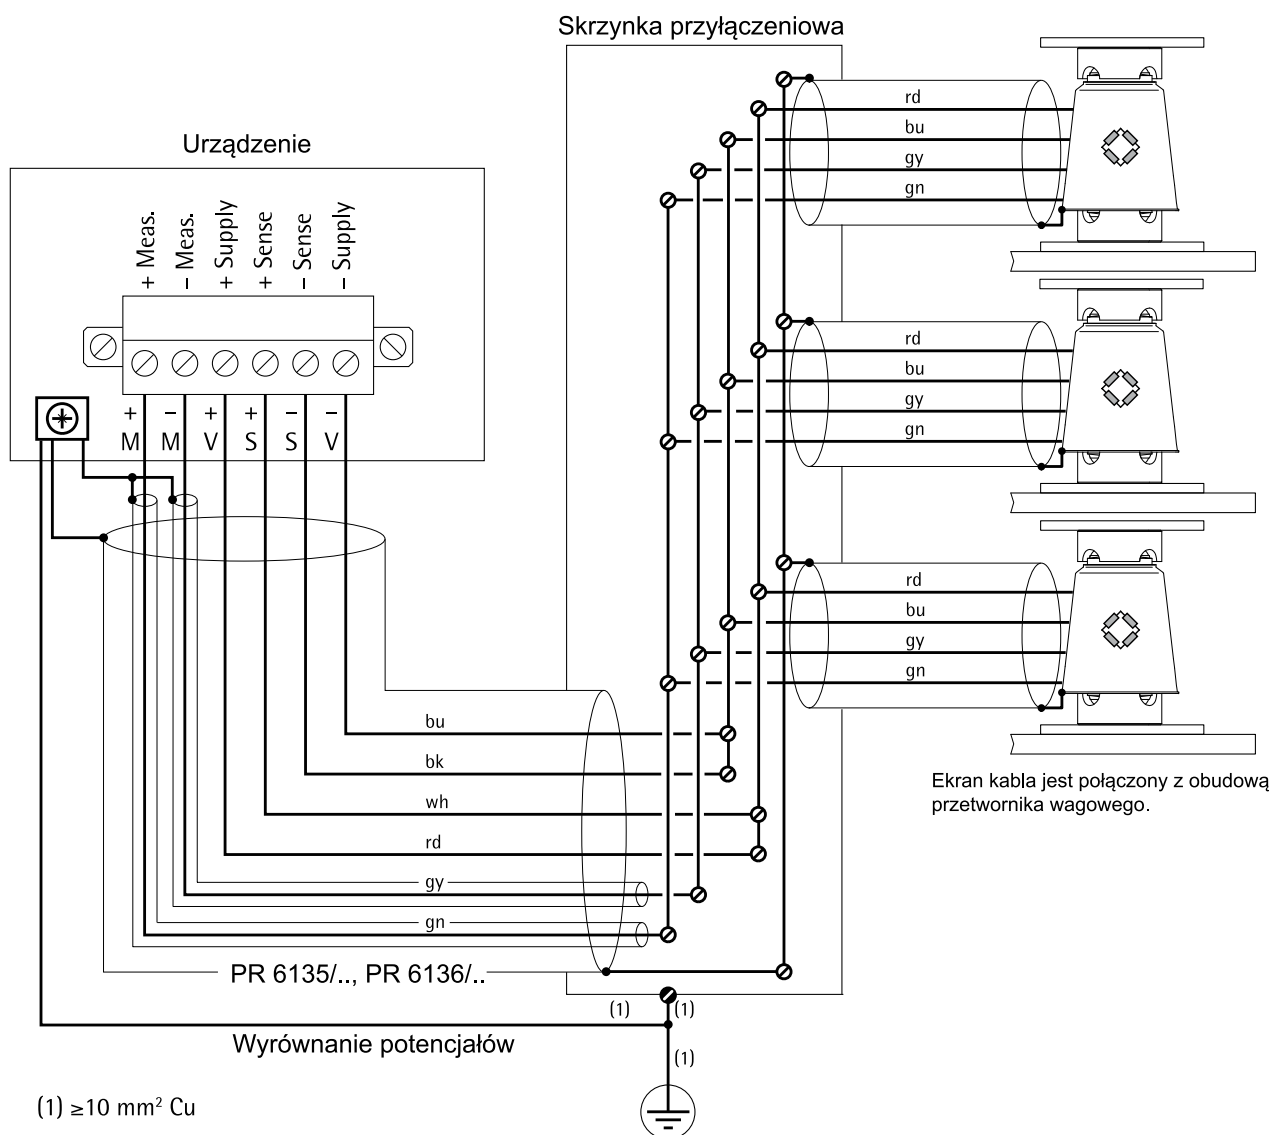 Skrzynka przyłączeniowa
Urządzenie
+ Meas.
– Meas.
+ Supply
+ Sense
– Sense
– Supply
+ – + + – –
M M V S S V
rd
bu
gy
gn
rd
bu
gy
gn
rd
bu
gy
gn
bu
bk
wh
rd
gy
gn
Ekran kabla jest połączony z obudową
przetwornika wagowego.
PR 6135/.., PR 6136/..
(1) (1)
Wyrównanie potencjałów
(1)
(1) ≥10 mm² Cu